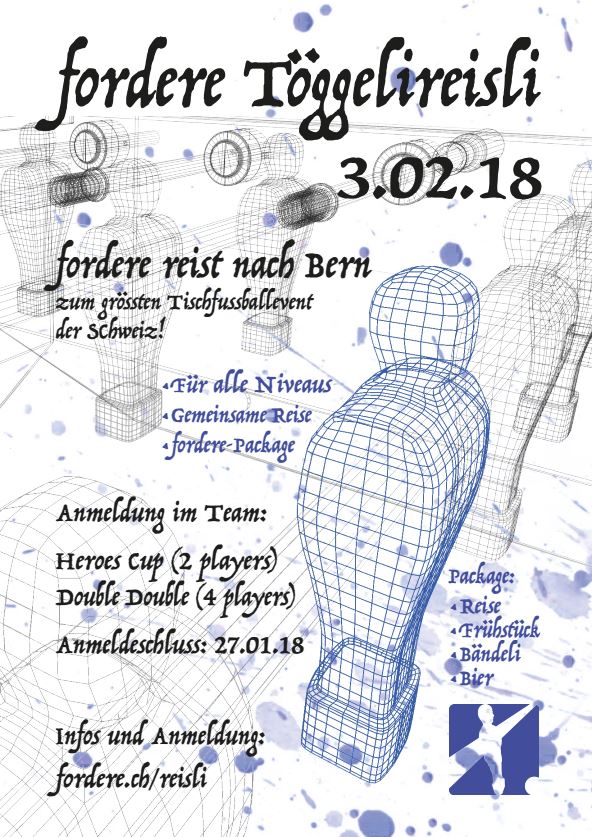 fordere Töggelireisli
3.02.18
fordere reist nach Bern
zum grössten Tischfussballevent
der Schweiz!
Für alle Niveaus
Gemeinsame Reise
fordere-Package
Anmeldung im Team:
Heroes Cup (2 players)
Double Double (4 players)
Anmeldeschluss: 27.01.18
Package:
Reise
Frühstück
Bändeli
Bier
Infos und Anmeldung:
fordere.ch/reisli